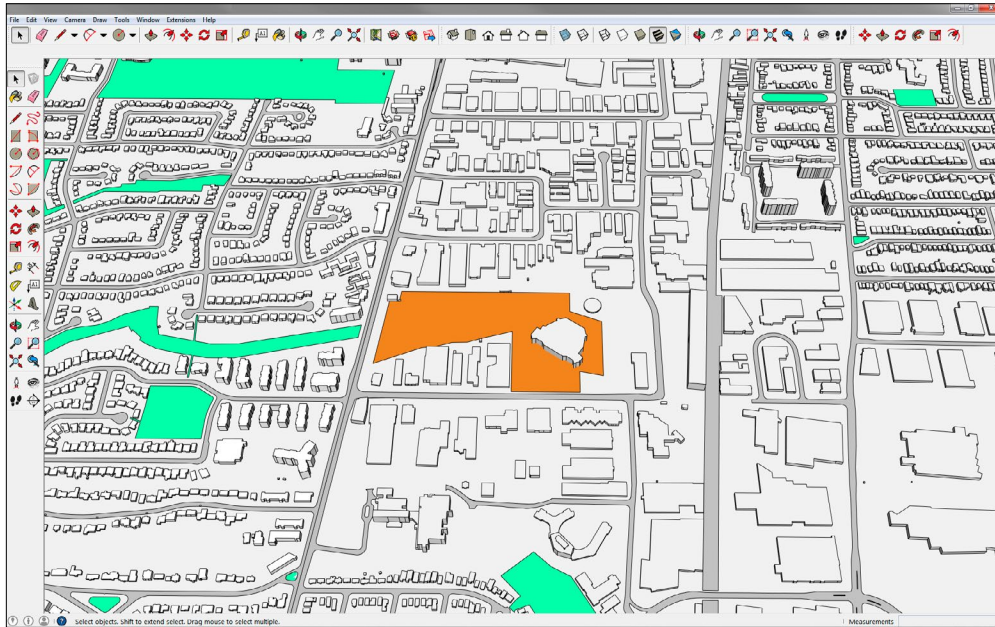 File Edit View Camera Draw Tools Window Extensions Help
Select objects. Shift to extend select. Drag mouse to select multiple.
Measurements